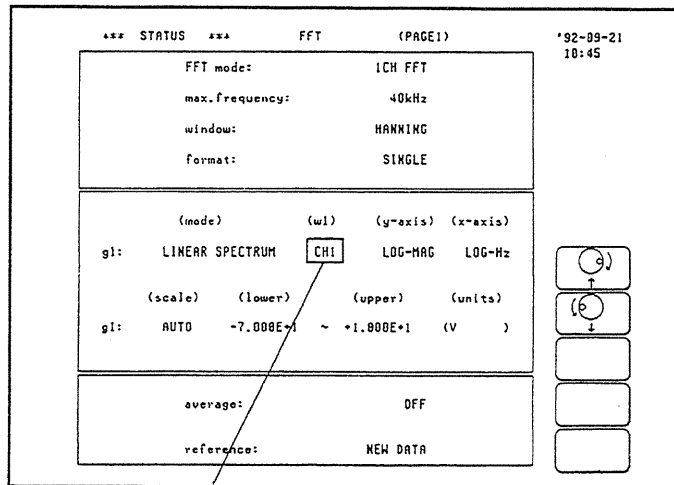 *** STATUS *** FFT (PAGE1) '92-09-21
10:45
FFT mode: 1CH FFT
max.frequency: 40kHz
window: HANNING
format: SINGLE
(mode) (w1) (y-axis) (x-axis)
g1: LINEAR SPECTRUM CH1 LOG-MAG LOG-Hz
(scale) (lower) (upper) (units)
g1: AUTO -7.000E+1 ~ +1.000E+1 (V )
average: OFF
reference: NEW DATA